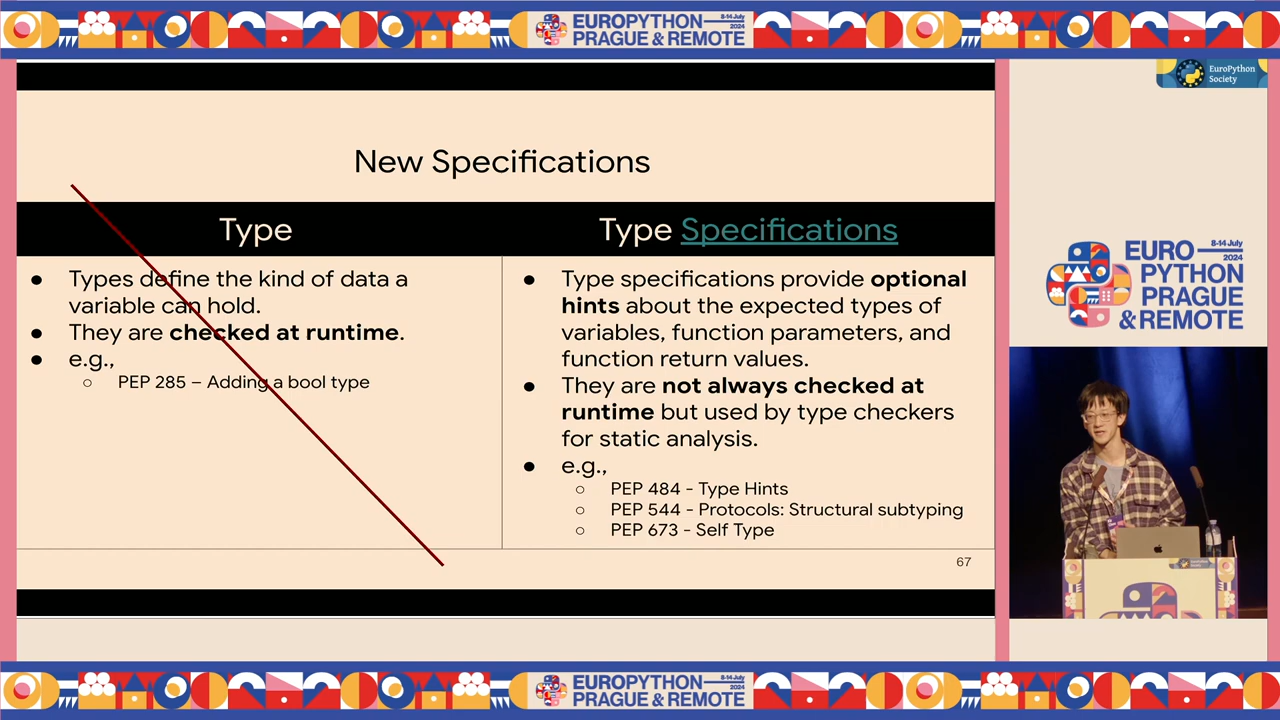 EUROPYTHON
8-14 July
2024
PRAGUE & REMOTE
EuroPython
Society
New Specifications
Type
Type Specifications
● Types define the kind of data a
variable can hold.
● They are checked at runtime.
● e.g.,
○ PEP 285 – Adding a bool type
● Type specifications provide optional
hints about the expected types of
variables, function parameters, and
function return values.
● They are not always checked at
runtime but used by type checkers
for static analysis.
● e.g.,
○ PEP 484 - Type Hints
○ PEP 544 - Protocols: Structural subtyping
○ PEP 673 - Self Type
67
EURO
8-14 July
2024
PYTHON
PRAGUE
& REMOTE
EUROPYTHON
8-14 July
2024
PRAGUE & REMOTE